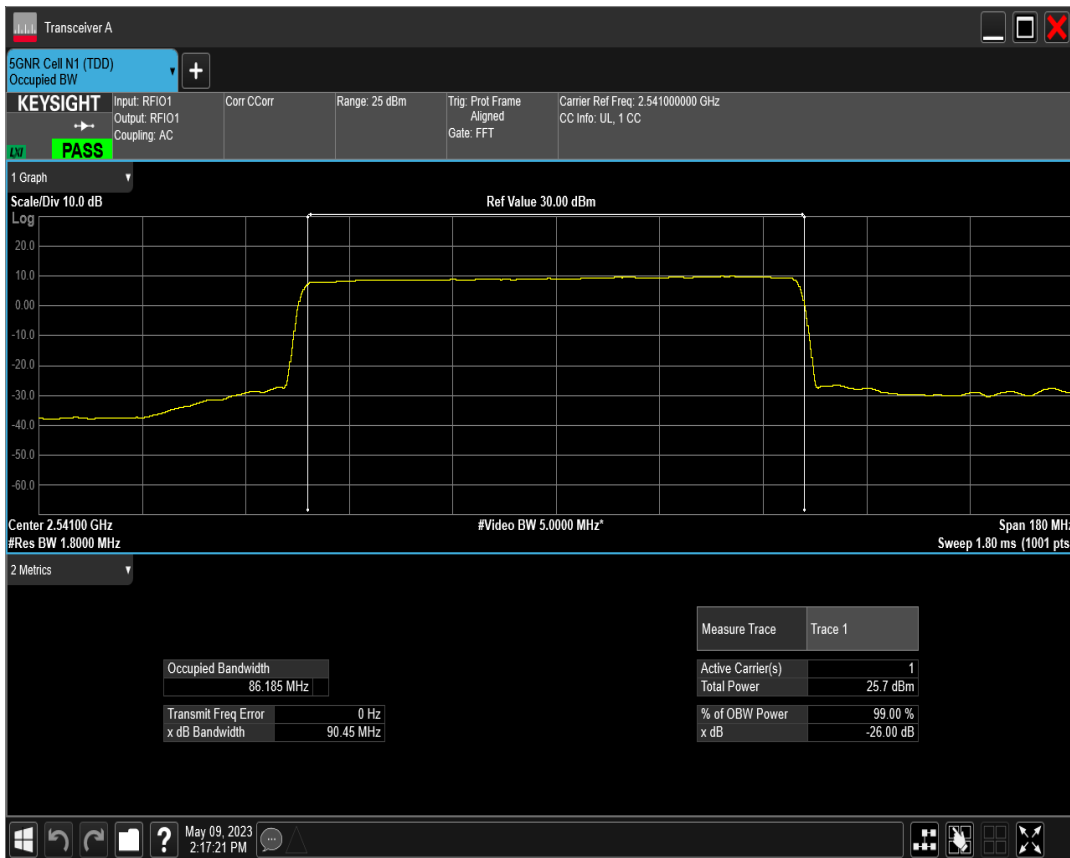 Transceiver A
5GNR Cell N1 (TDD)
Occupied BW
+
KEYSIGHT
LXI
PASS
Input: RFIO1
Output: RFIO1
Coupling: AC
Corr CCorr
Range: 25 dBm
Trig: Prot Frame
Aligned
Gate: FFT
Carrier Ref Freq: 2.541000000 GHz
CC Info: UL, 1 CC
1 Graph
Scale/Div 10.0 dB
Ref Value 30.00 dBm
Log
20.0
10.0
0.00
-10.0
-20.0
-30.0
-40.0
-50.0
-60.0
Center 2.54100 GHz
#Video BW 5.0000 MHz*
Span 180 MHz
#Res BW 1.8000 MHz
Sweep 1.80 ms (1001 pts
2 Metrics
Measure Trace Trace 1
Occupied Bandwidth
86.185 MHz
Active Carrier(s) 1
Total Power 25.7 dBm
Transmit Freq Error 0 Hz
x dB Bandwidth 90.45 MHz
% of OBW Power 99.00 %
x dB -26.00 dB
?
May 09, 2023
2:17:21 PM